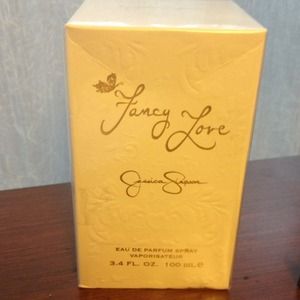 Fancy Love
Jessica Simpson
EAU DE PARFUM SPRAY
VAPORISATEUR
3.4 FL. OZ. 100 ML ℮